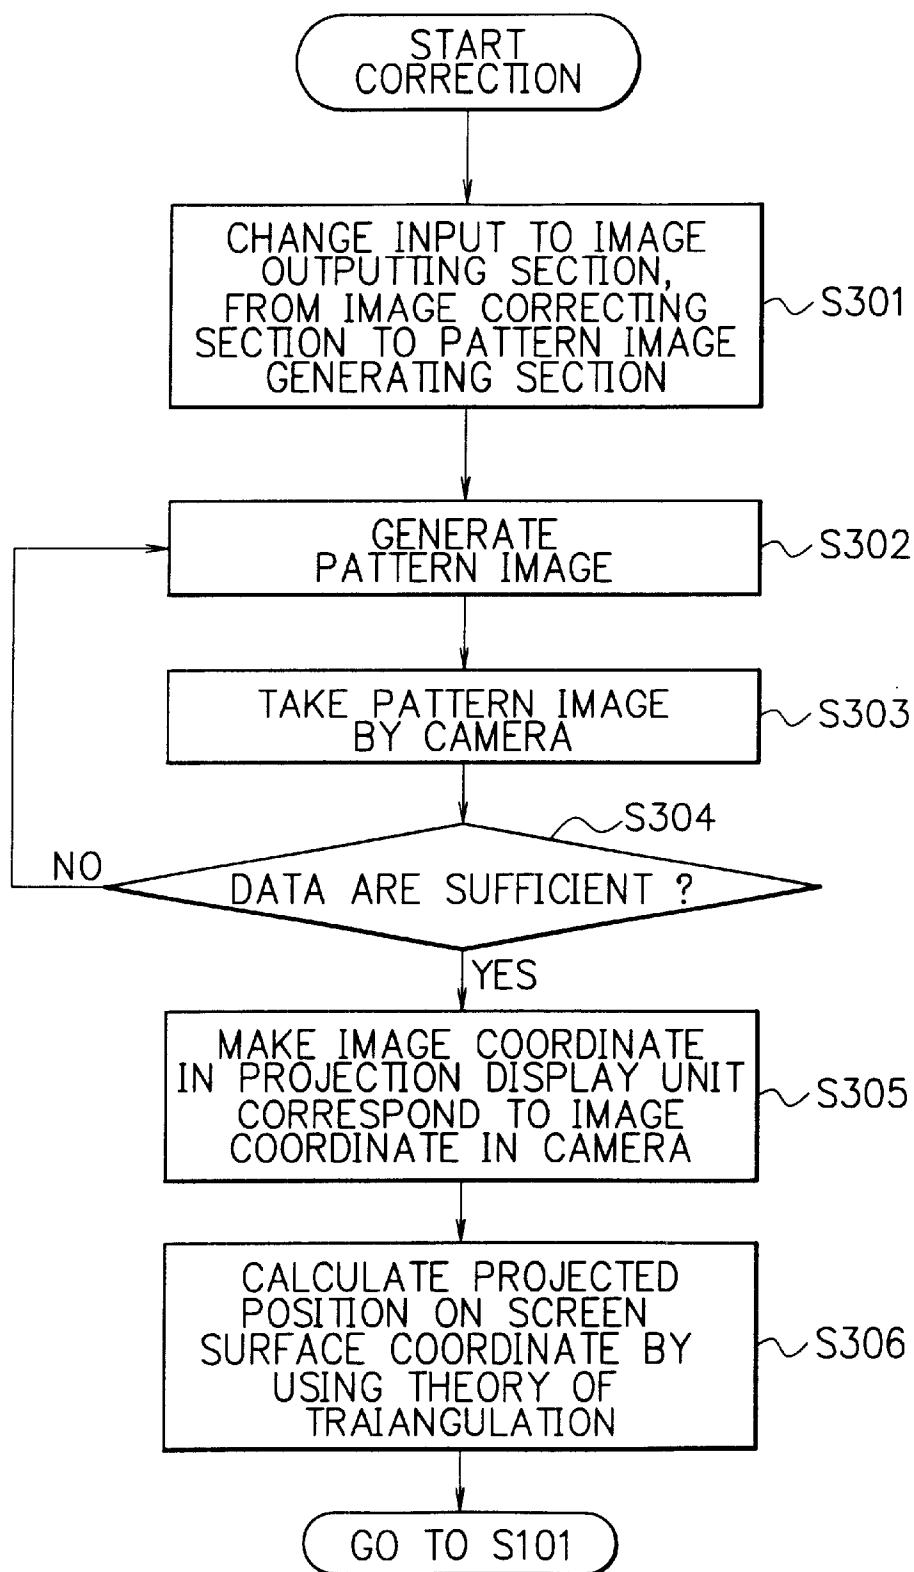 START
CORRECTION
CHANGE INPUT TO IMAGE
OUTPUTTING SECTION,
FROM IMAGE CORRECTING
SECTION TO PATTERN IMAGE
GENERATING SECTION
S301
GENERATE
PATTERN IMAGE
S302
TAKE PATTERN IMAGE
BY CAMERA
S303
S304
NO
DATA ARE SUFFICIENT ?
YES
MAKE IMAGE COORDINATE
IN PROJECTION DISPLAY UNIT
CORRESPOND TO IMAGE
COORDINATE IN CAMERA
S305
CALCULATE PROJECTED
POSITION ON SCREEN
SURFACE COORDINATE BY
USING THEORY OF
TRAIANGULATION
S306
GO TO S101